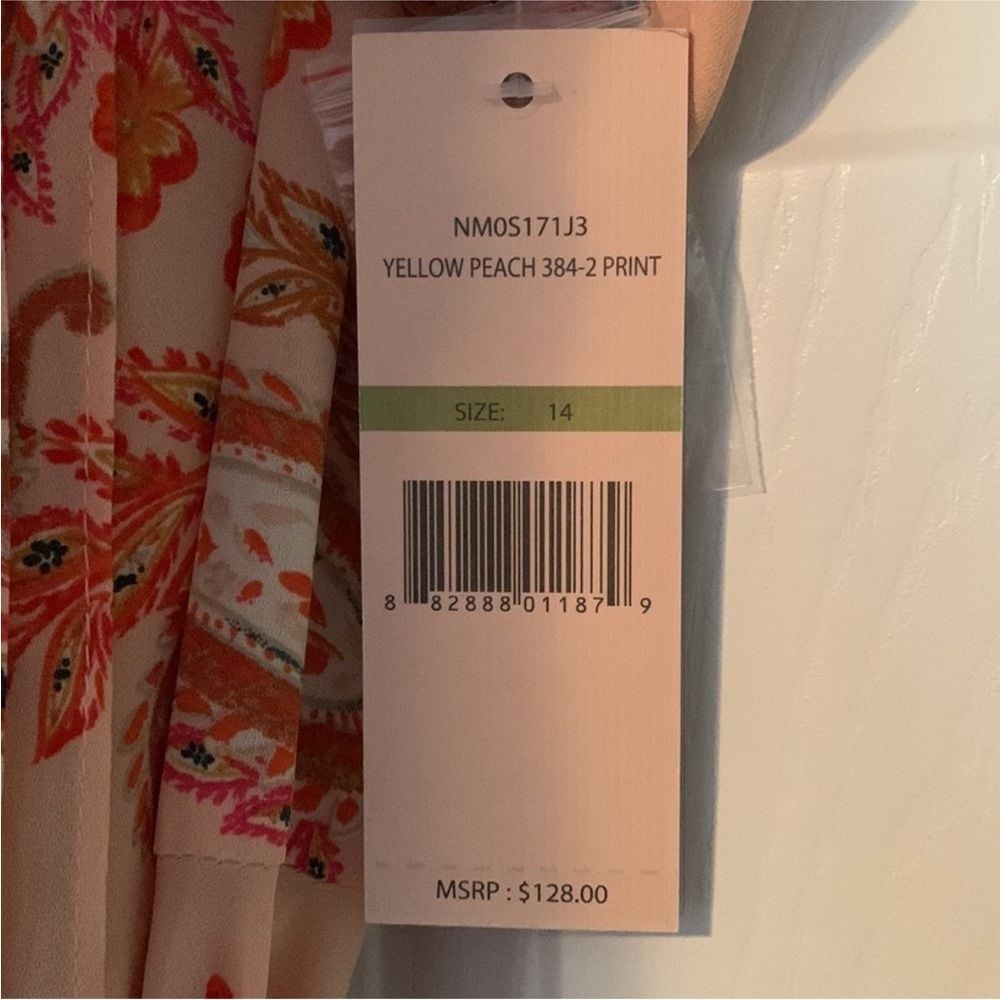 NM0S171J3
YELLOW PEACH 384-2 PRINT
SIZE: 14
8 82888 01187 9
MSRP : $128.00